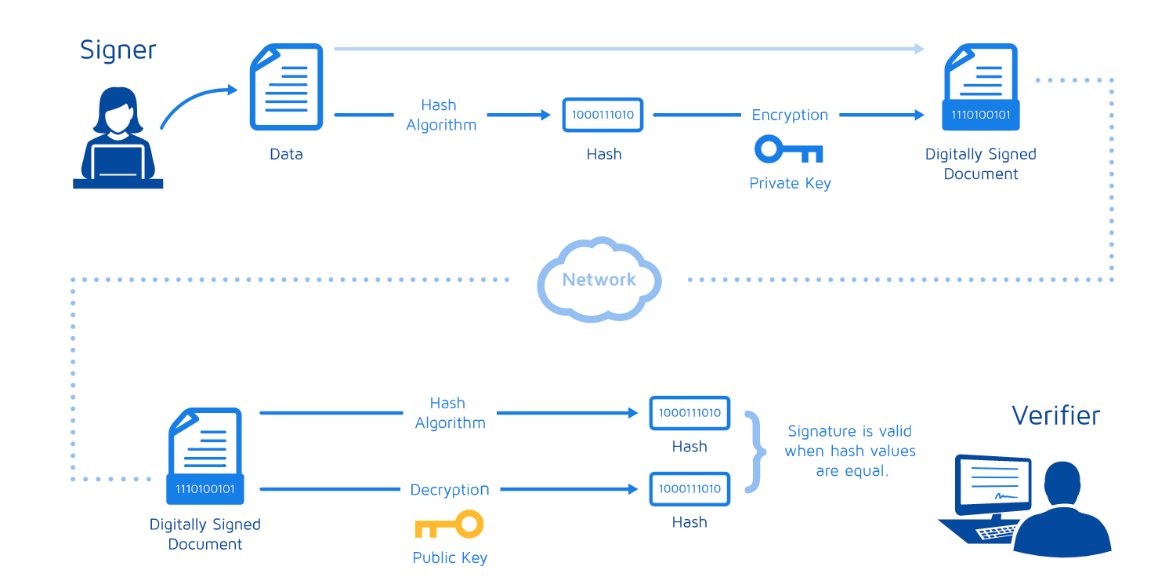 Signer
Data
Hash
Algorithm
1000111010
Hash
Encryption
Private Key
1110100101
Digitally Signed
Document
Network
1110100101
Digitally Signed
Document
Hash
Algorithm
1000111010
Hash
Decryption
Public Key
1000111010
Hash
Signature is valid
when hash values
are equal.
Verifier